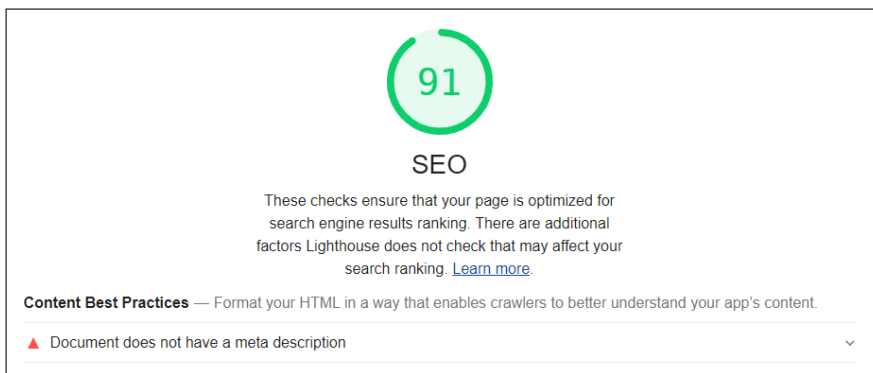 91
SEO
These checks ensure that your page is optimized for
search engine results ranking. There are additional
factors Lighthouse does not check that may affect your
search ranking. Learn more.
Content Best Practices — Format your HTML in a way that enables crawlers to better understand your app’s content.
Document does not have a meta description